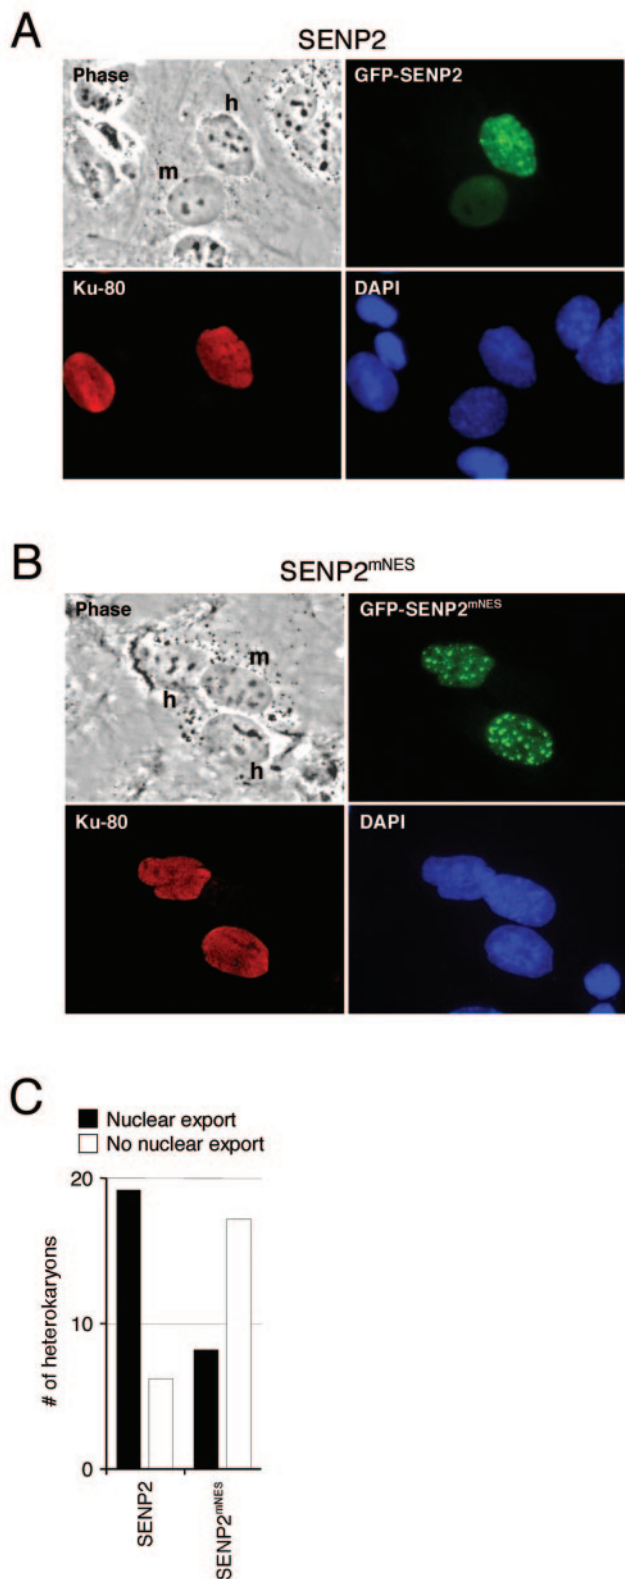 A
SENP2
Phase
h
m
GFP-SENP2
Ku-80
DAPI
B
SENP2mNES
Phase
m
h
h
GFP-SENP2mNES
Ku-80
DAPI
C
Nuclear export
No nuclear export
20
10
0
# of heterokaryons
SENP2
SENP2mNES